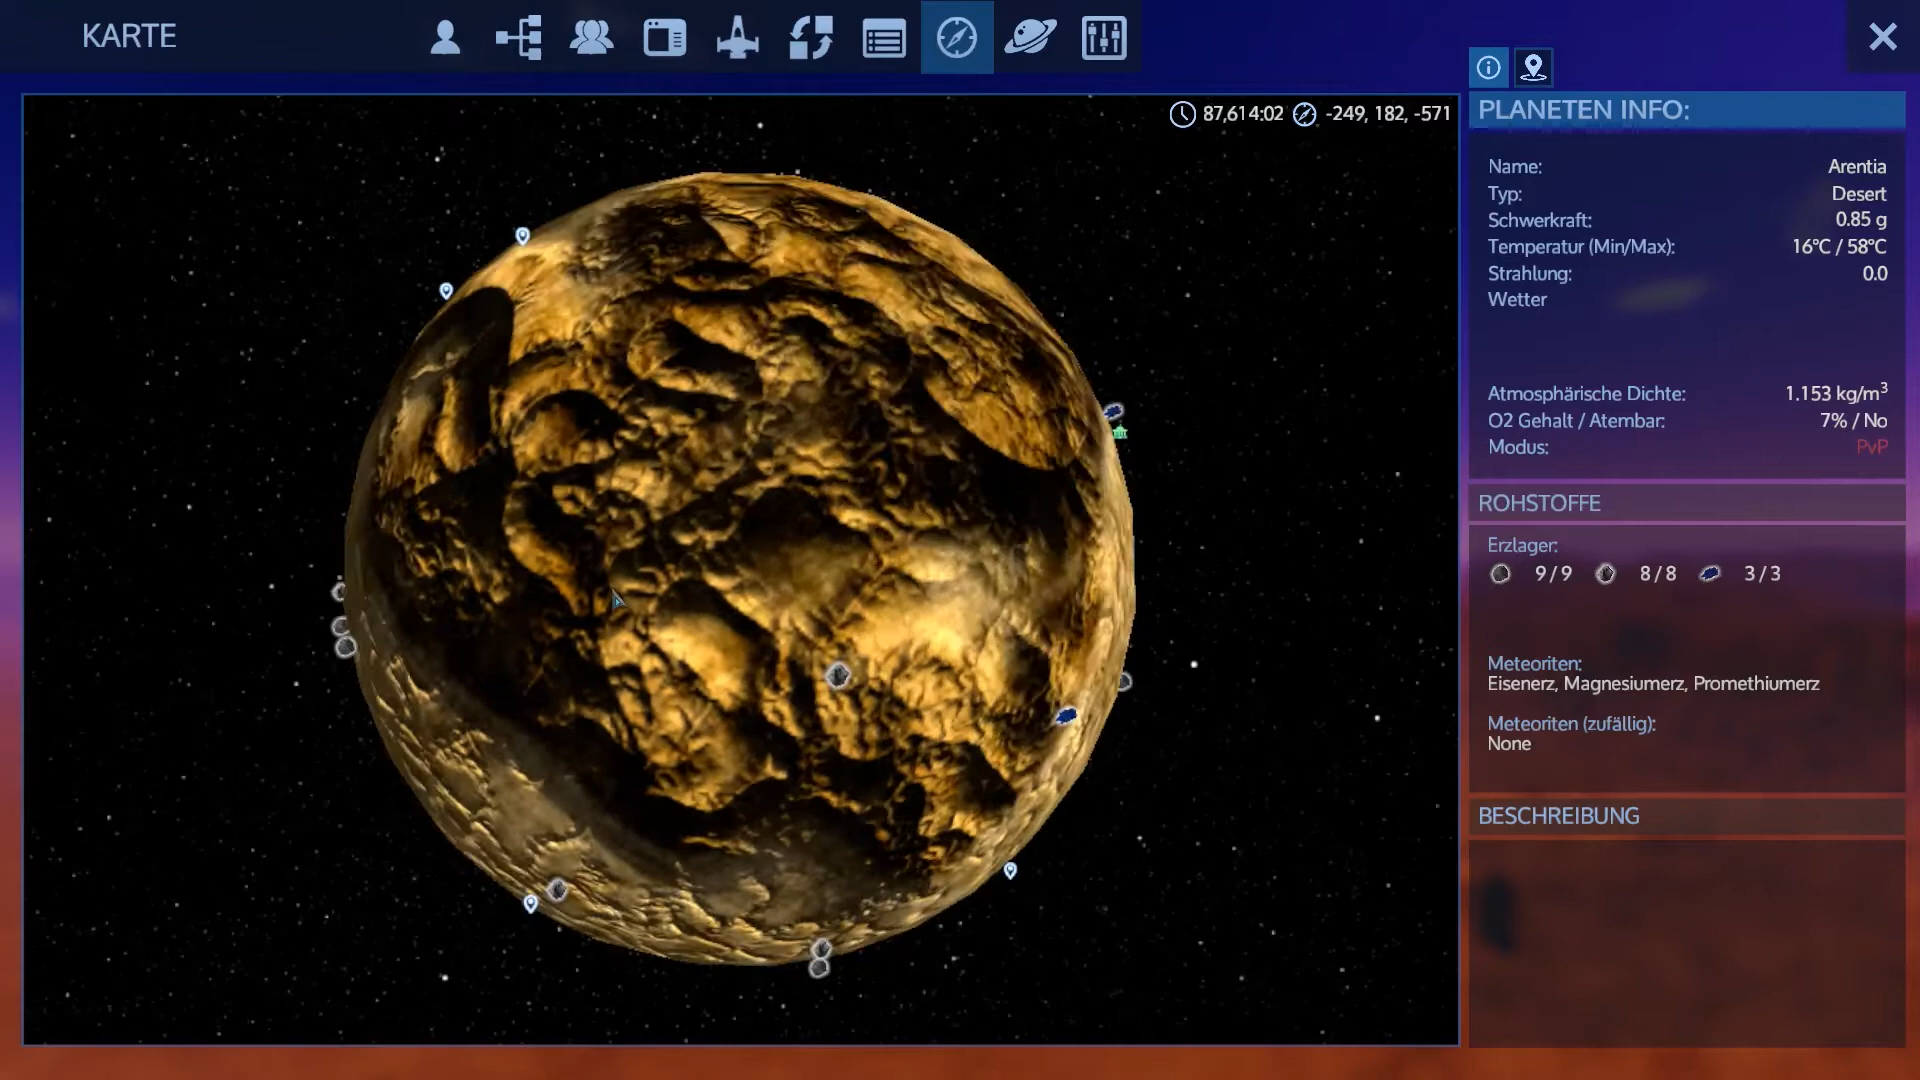 KARTE
87,614:02 -249, 182, -571
PLANETEN INFO:
Name: Arentia
Typ: Desert
Schwerkraft: 0.85 g
Temperatur (Min/Max): 16°C / 58°C
Strahlung: 0.0
Wetter
Atmosphärische Dichte: 1.153 kg/m³
O2 Gehalt / Atembar: 7% / No
Modus: PvP
ROHSTOFFE
Erzlager:
9/9 8/8 3/3
Meteoriten:
Eisenerz, Magnesiumerz, Promethiumerz
Meteoriten (zufällig):
None
BESCHREIBUNG